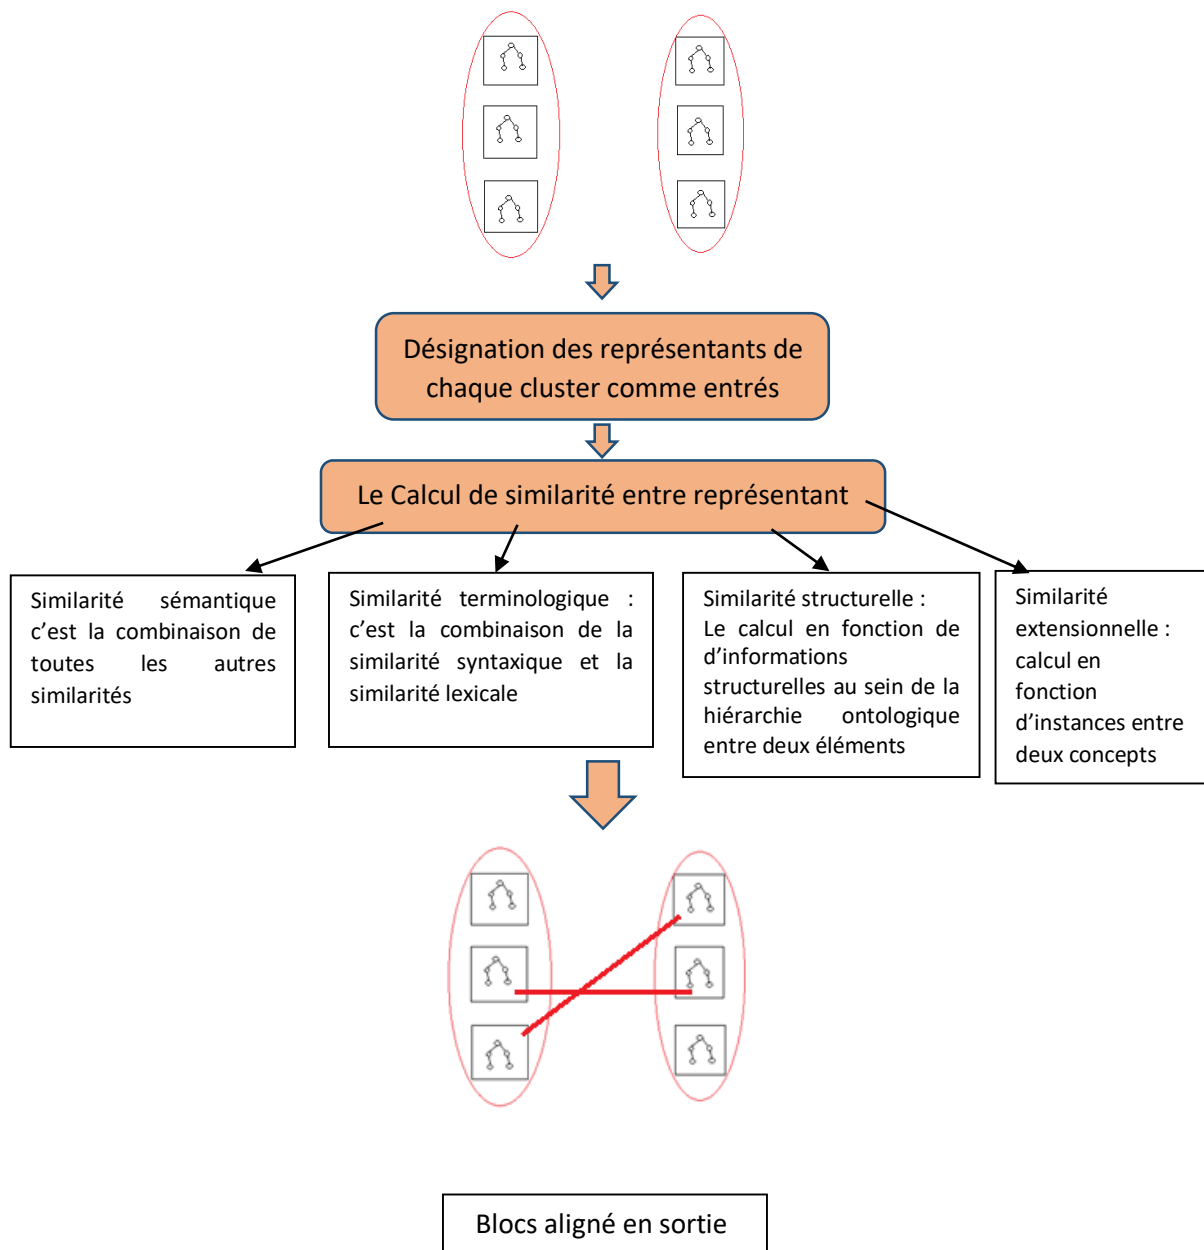 Désignation des représentants de
chaque cluster comme entrés
Le Calcul de similarité entre représentant
Similarité sémantique
c’est la combinaison de
toutes les autres
similarités
Similarité terminologique :
c’est la combinaison de la
similarité syntaxique et la
similarité lexicale
Similarité structurelle :
Le calcul en fonction de
d’informations
structurelles au sein de la
hiérarchie ontologique
entre deux éléments
Similarité
extensionnelle :
calcul en
fonction
d’instances entre
deux concepts
Blocs aligné en sortie